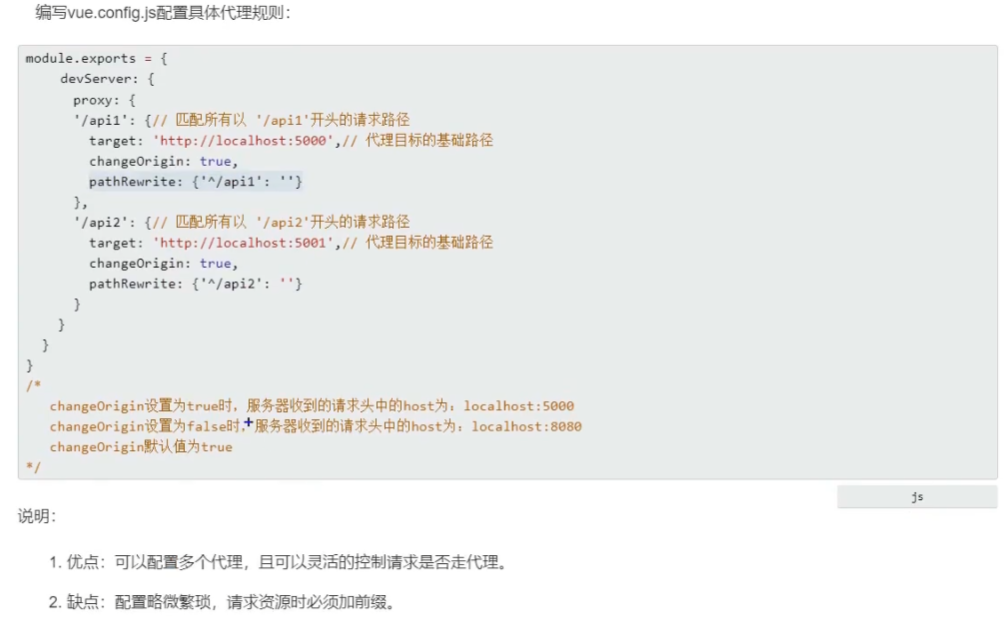 编写vue.config.js配置具体代理规则：
module.exports = {
devServer: {
proxy: {
'/api1': {// 匹配所有以 '/api1'开头的请求路径
target: 'http://localhost:5000',// 代理目标的基础路径
changeOrigin: true,
pathRewrite: {'^/api1': ''}
},
'/api2': {// 匹配所有以 '/api2'开头的请求路径
target: 'http://localhost:5001',// 代理目标的基础路径
changeOrigin: true,
pathRewrite: {'^/api2': ''}
}
}
}
}
/*
changeOrigin设置为true时，服务器收到的请求头中的host为：localhost:5000
changeOrigin设置为false时，服务器收到的请求头中的host为：localhost:8080
changeOrigin默认值为true
*/
js
说明：
1. 优点：可以配置多个代理，且可以灵活的控制请求是否走代理。
2. 缺点：配置略微繁琐，请求资源时必须加前缀。